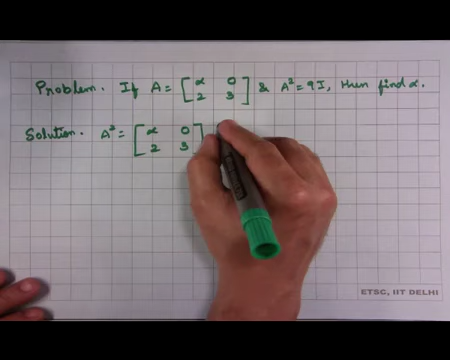 Problem. If A = [α 0 2 3] & A² = 9I, then find α.
Solution. A² = [α 0 2 3]
ETSC, IIT DELHI